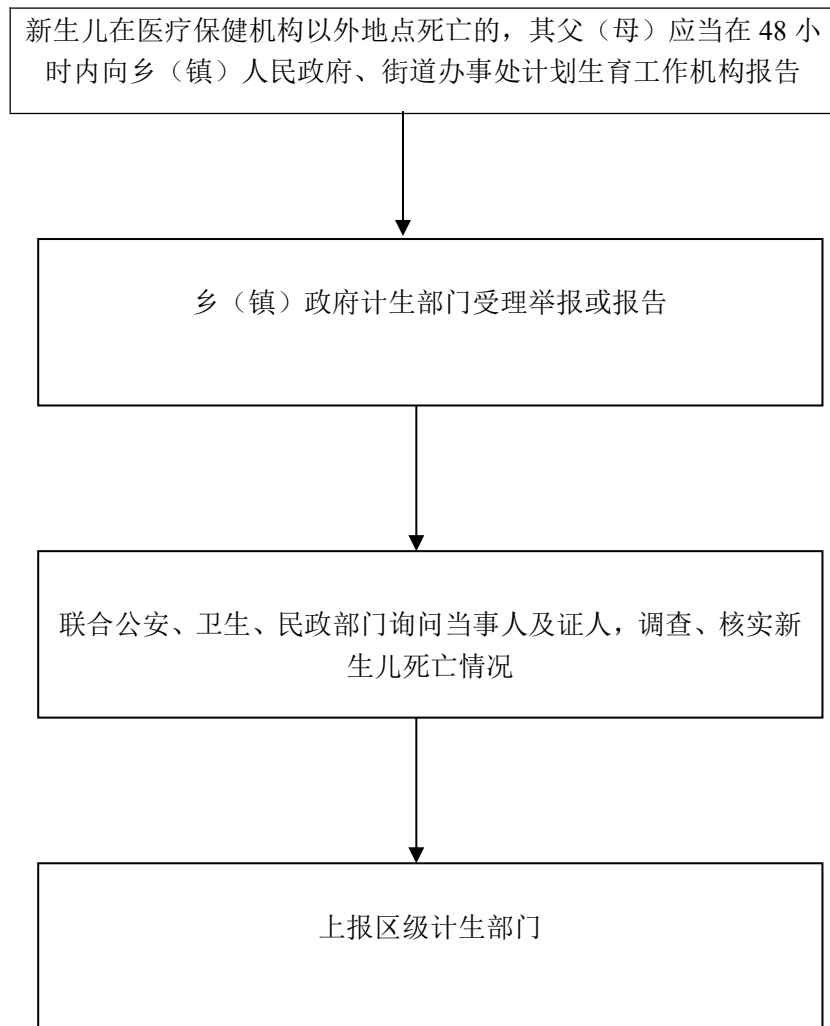 新生儿在医疗保健机构以外地点死亡的，其父（母）应当在 48 小
时内向乡（镇）人民政府、街道办事处计划生育工作机构报告
乡（镇）政府计生部门受理举报或报告
联合公安、卫生、民政部门询问当事人及证人，调查、核实新
生儿死亡情况
上报区级计生部门